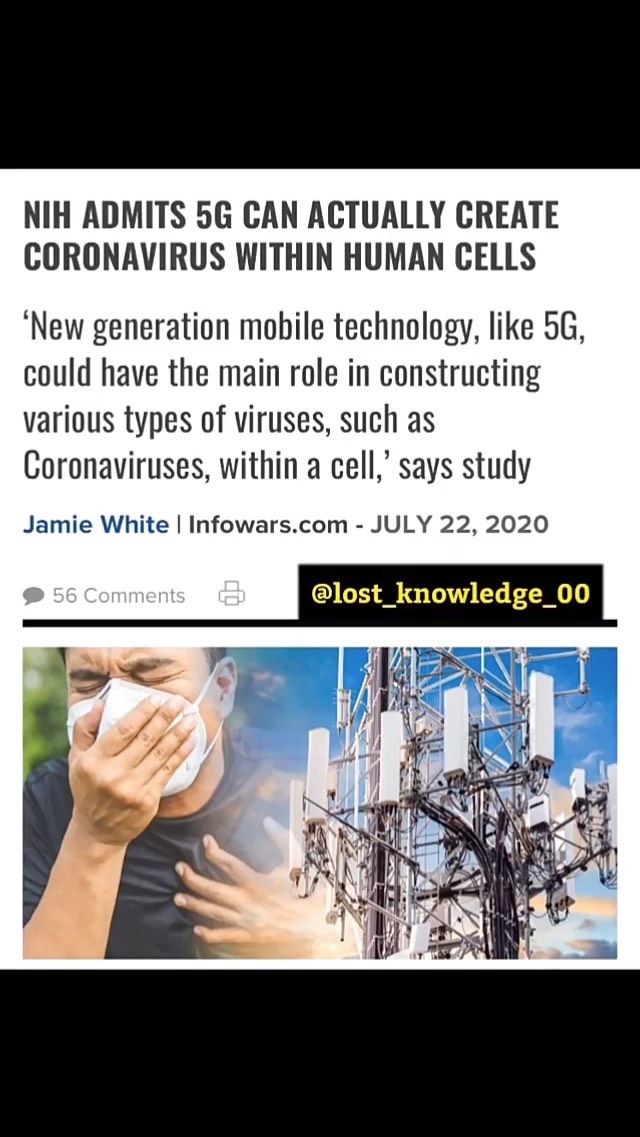 NIH ADMITS 5G CAN ACTUALLY CREATE
CORONAVIRUS WITHIN HUMAN CELLS
‘New generation mobile technology, like 5G,
could have the main role in constructing
various types of viruses, such as
Coronaviruses, within a cell,’ says study
Jamie White | Infowars.com - JULY 22, 2020
56 Comments
@lost_knowledge_00